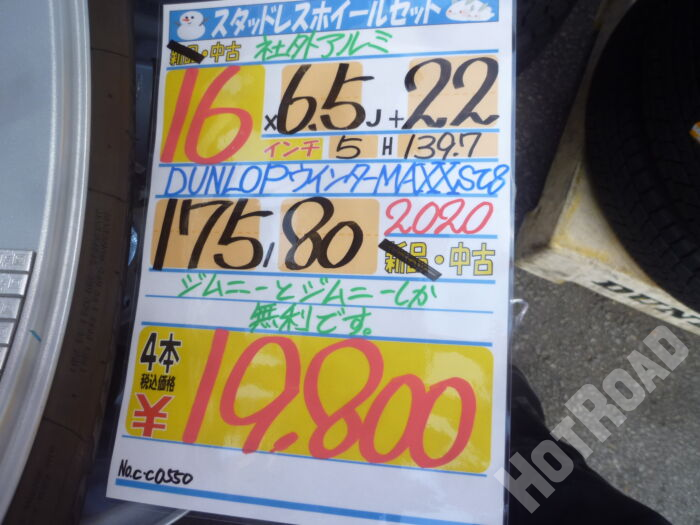 スタッドレスホイールセット
新品・中古 社外アルミ
16 x6.5J+22
インチ 5 H 139.7
DUNLOPウインターMAXX
175/80 2020
新品・中古
ジムニーとジムニーしか
無利です。
4本
税込価格
¥19,800
No.C-C0550
HOTROAD